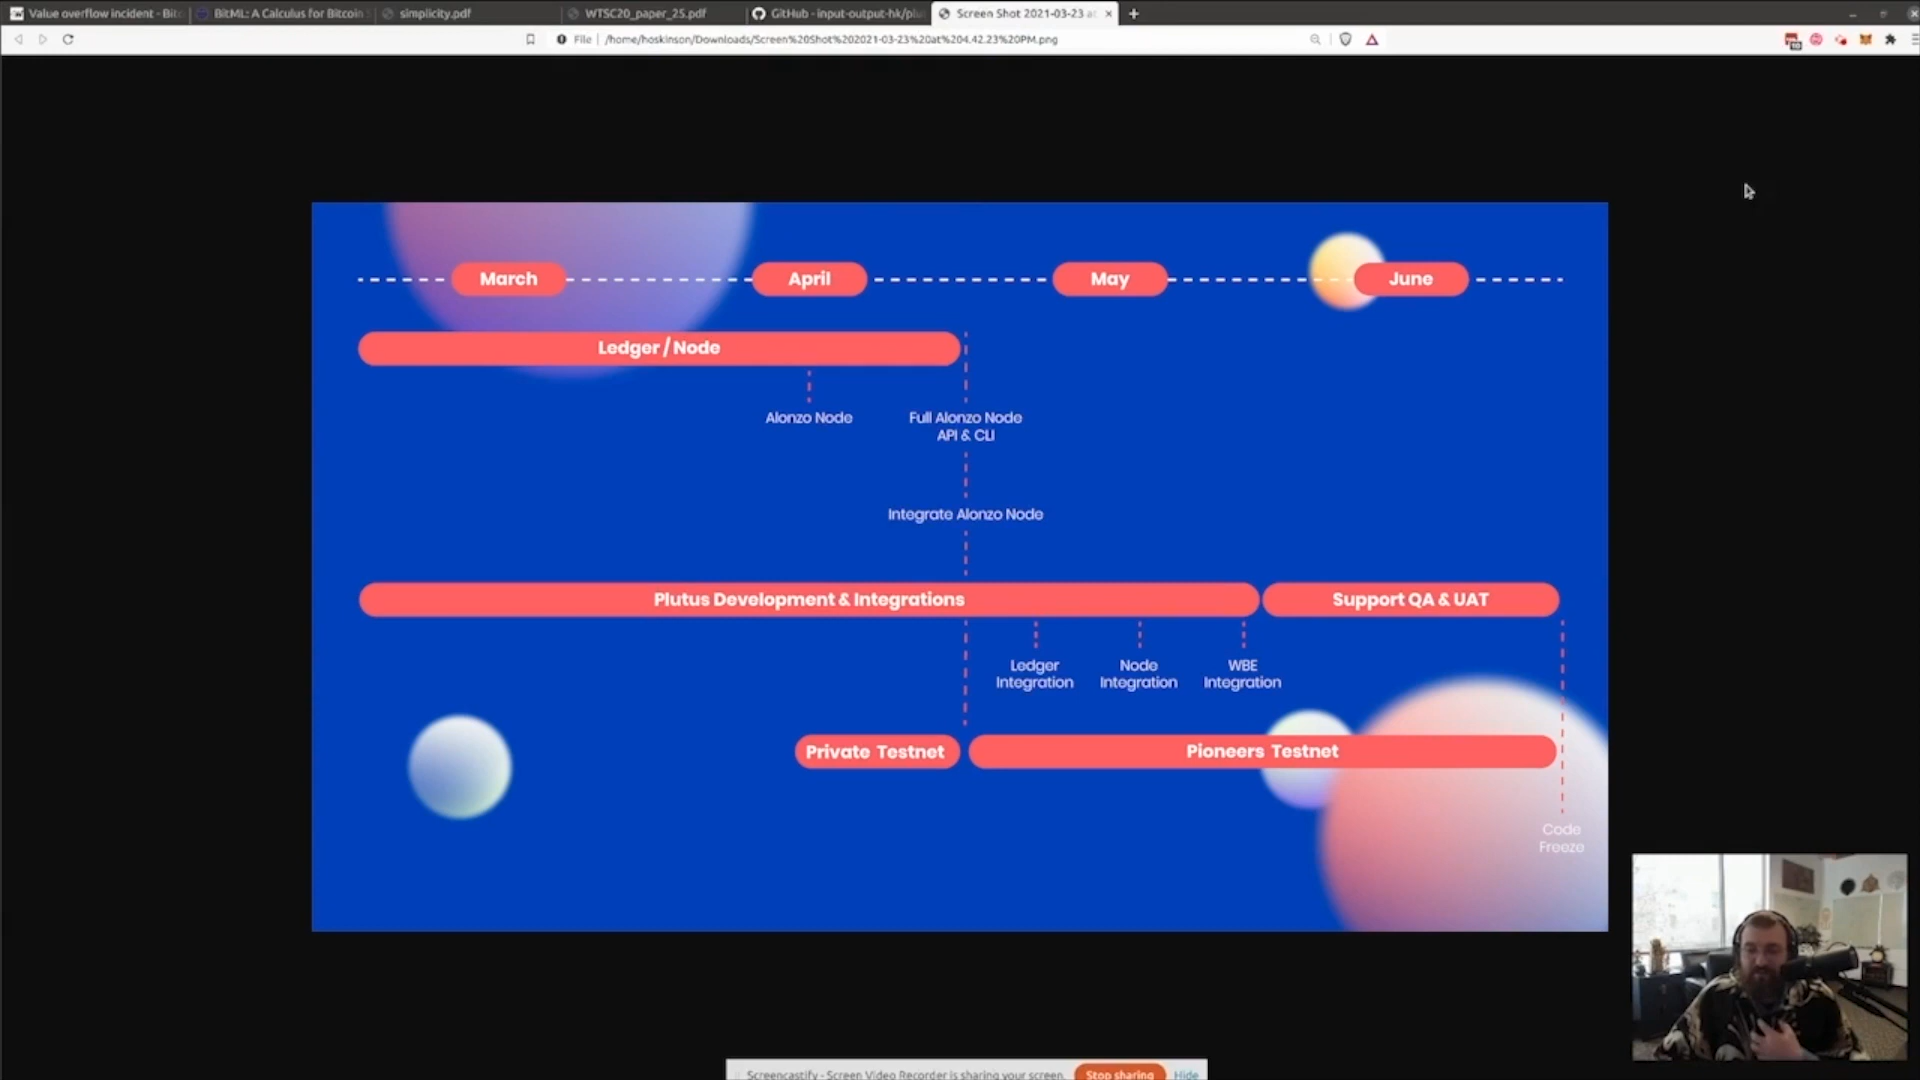 Value overflow incident - Bit
BitML: A Calculus for Bitcoin
simplicity.pdf
WTSC20_paper_25.pdf
GitHub - input-output-hk/plu
Screen Shot 2021-03-23 at
File
/home/hoskinson/Downloads/Screen%20Shot%202021-03-23%20at%204.42.23%20PM.png
March
April
May
June
Ledger / Node
Alonzo Node
Full Alonzo Node
API & CLI
Integrate Alonzo Node
Plutus Development & Integrations
Support QA & UAT
Ledger
Integration
Node
Integration
WBE
Integration
Private Testnet
Pioneers Testnet
Code
Freeze
Screencastify - Screen Video Recorder is sharing your screen.
Stop sharing
Hide